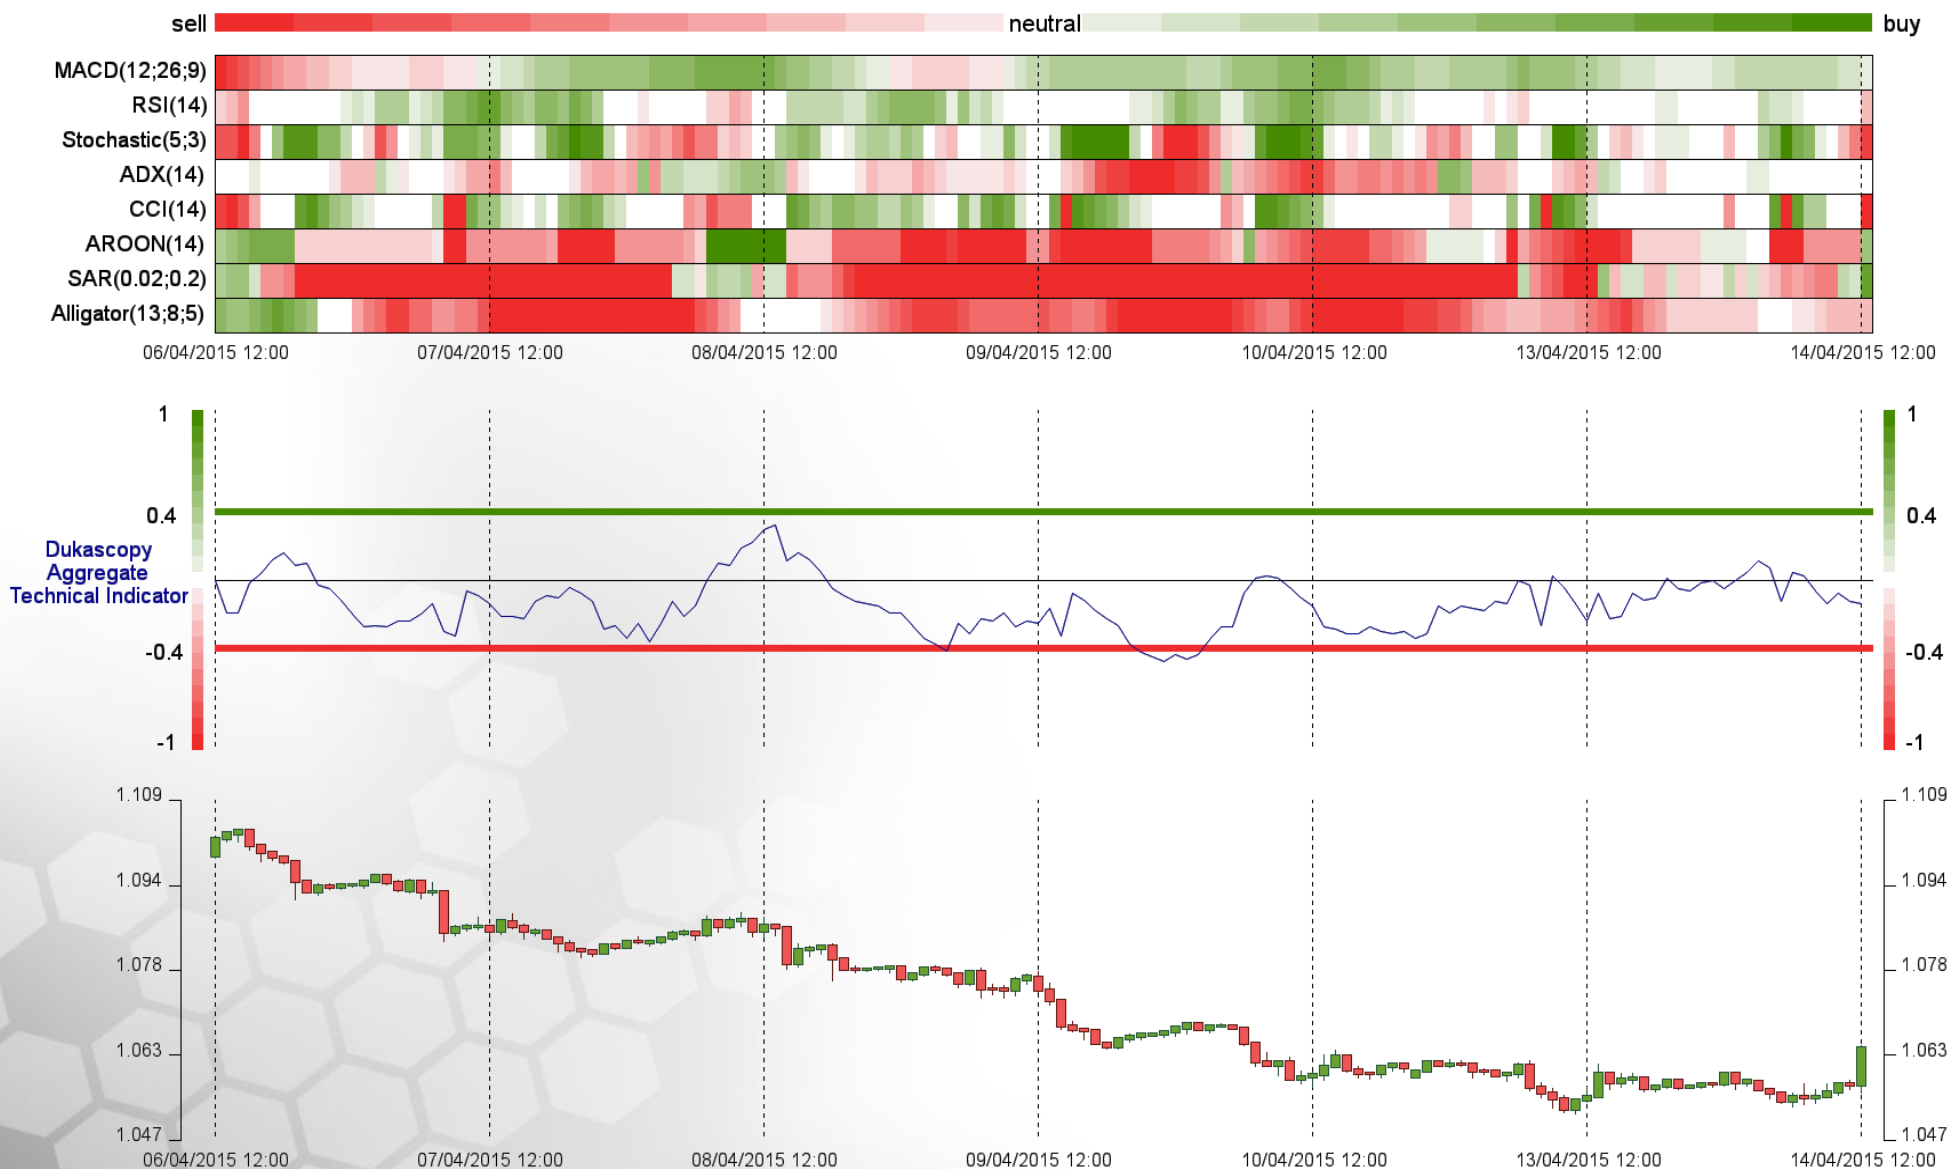 sell neutral buy
MACD(12;26;9)
RSI(14)
Stochastic(5;3)
ADX(14)
CCI(14)
AROON(14)
SAR(0.02;0.2)
Alligator(13;8;5)
06/04/2015 12:00 07/04/2015 12:00 08/04/2015 12:00 09/04/2015 12:00 10/04/2015 12:00 13/04/2015 12:00 14/04/2015 12:00
1 1
0.4 0.4
Dukascopy
Aggregate
Technical Indicator
-0.4 -0.4
-1 -1
1.109 1.109
1.094 1.094
1.078 1.078
1.063 1.063
1.047 1.047
06/04/2015 12:00 07/04/2015 12:00 08/04/2015 12:00 09/04/2015 12:00 10/04/2015 12:00 13/04/2015 12:00 14/04/2015 12:00